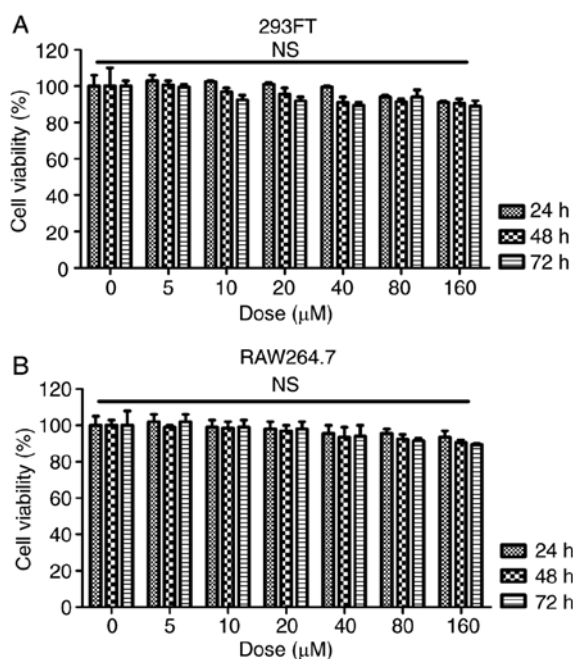 A
293FT
NS
Cell viability (%)
120
100
80
60
40
20
0
0 5 10 20 40 80 160
Dose (μM)
24 h
48 h
72 h
B
RAW264.7
NS
Cell viability (%)
120
100
80
60
40
20
0
0 5 10 20 40 80 160
Dose (μM)
24 h
48 h
72 h